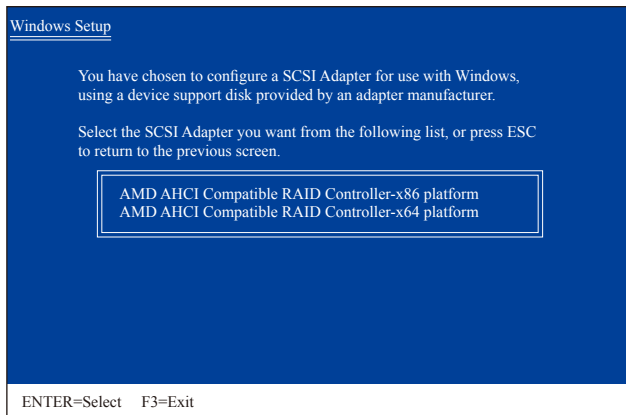 Windows Setup
You have chosen to configure a SCSI Adapter for use with Windows,
using a device support disk provided by an adapter manufacturer.
Select the SCSI Adapter you want from the following list, or press ESC
to return to the previous screen.
AMD AHCI Compatible RAID Controller-x86 platform
AMD AHCI Compatible RAID Controller-x64 platform
ENTER=Select F3=Exit